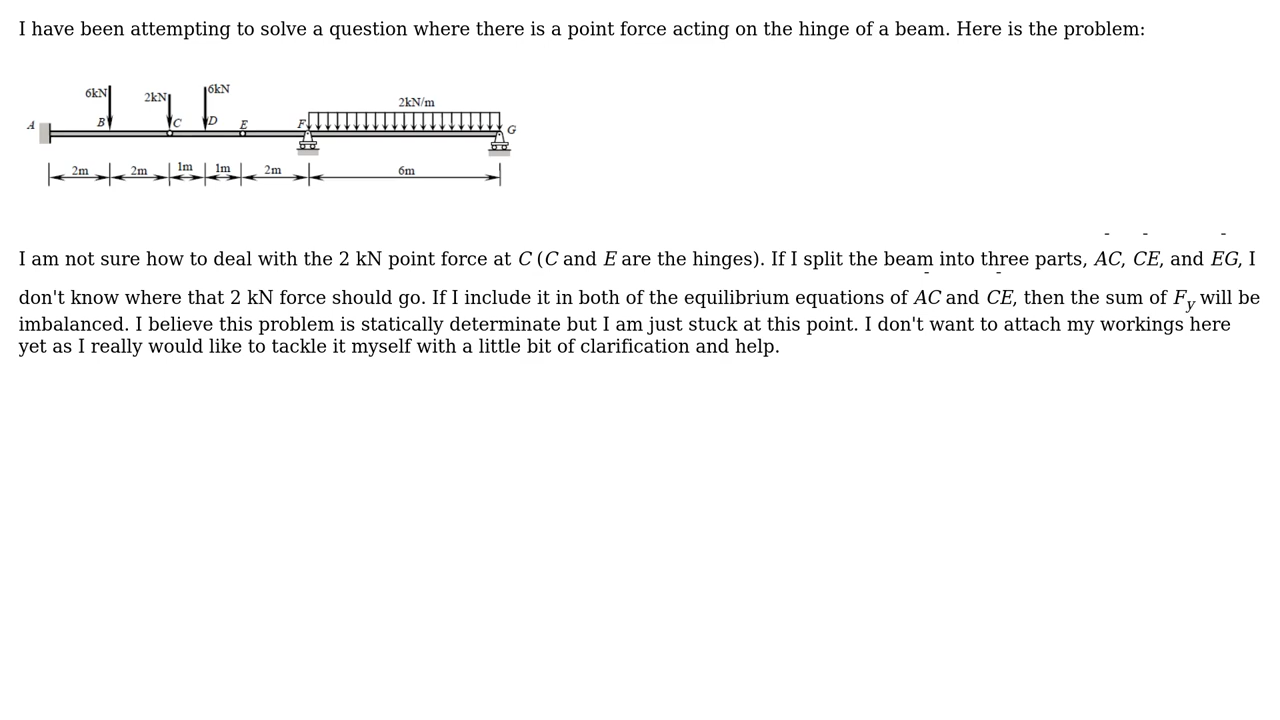 I have been attempting to solve a question where there is a point force acting on the hinge of a beam. Here is the problem:
6kN 2kN 6kN 2kN/m
A B C D E F G
2m 2m 1m 1m 2m 6m
I am not sure how to deal with the 2 kN point force at C (C and E are the hinges). If I split the beam into three parts, AC, CE, and EG, I
don't know where that 2 kN force should go. If I include it in both of the equilibrium equations of AC and CE, then the sum of Fy will be
imbalanced. I believe this problem is statically determinate but I am just stuck at this point. I don't want to attach my workings here
yet as I really would like to tackle it myself with a little bit of clarification and help.